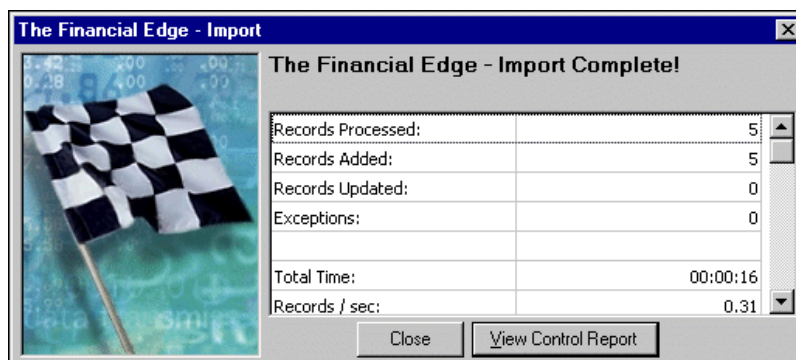 The Financial Edge - Import
The Financial Edge - Import Complete!
Records Processed: 5
Records Added: 5
Records Updated: 0
Exceptions: 0
Total Time: 00:00:16
Records / sec: 0.31
Close View Control Report